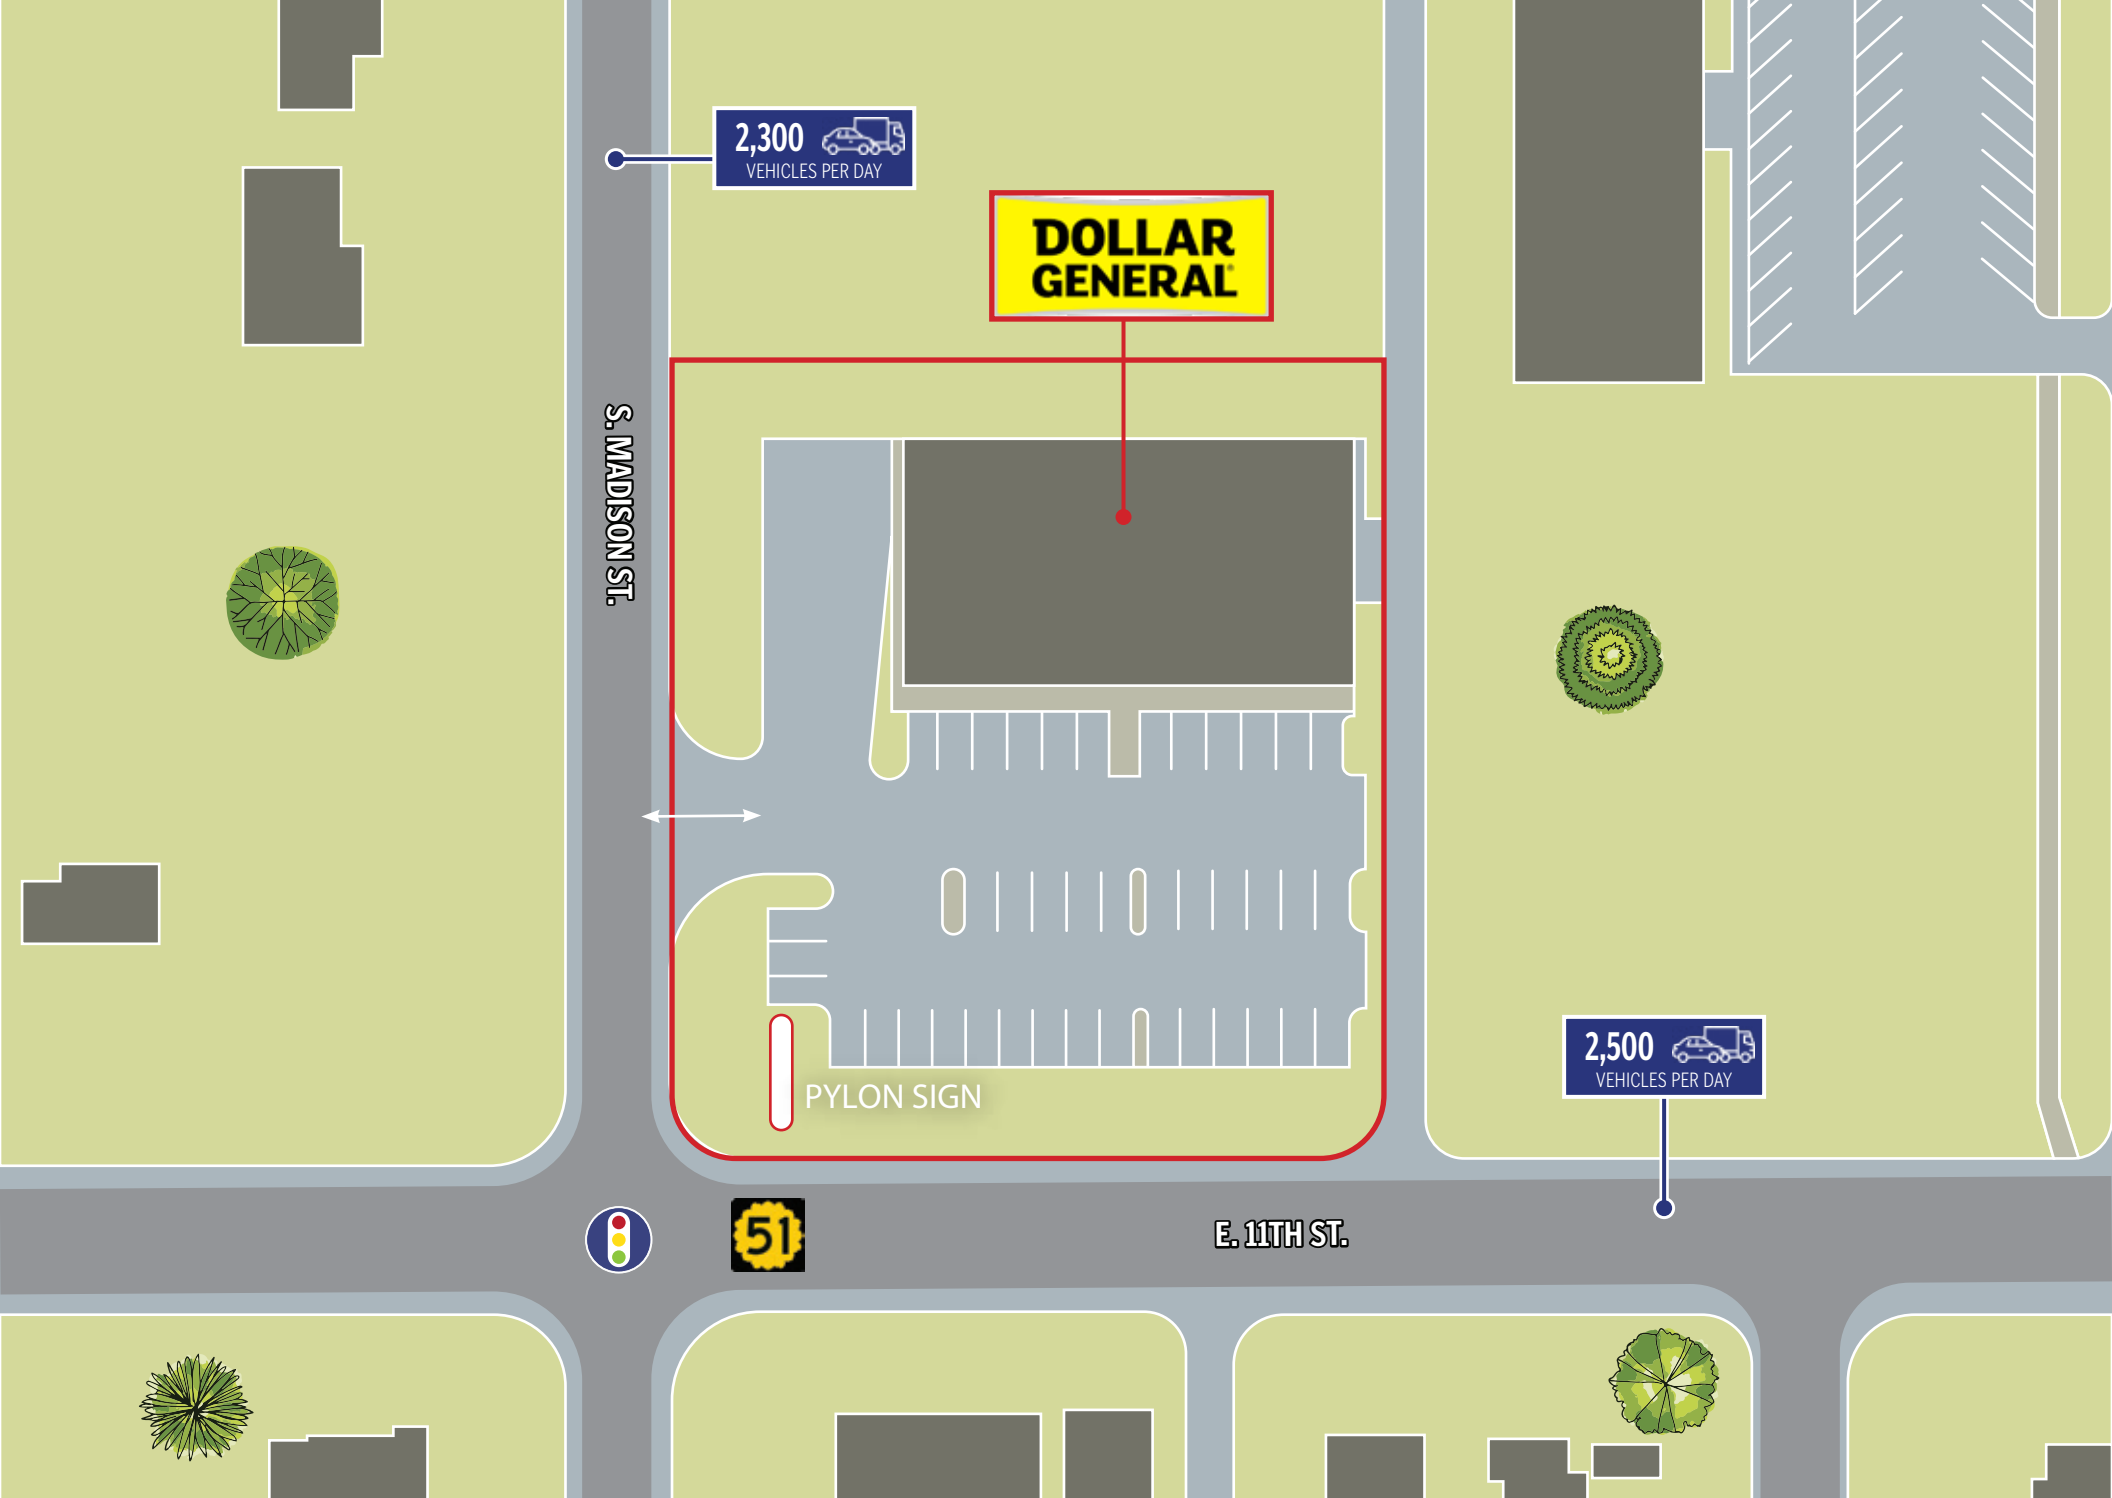 2,300
VEHICLES PER DAY
DOLLAR
GENERAL®
S. MADISON ST.
2,500
VEHICLES PER DAY
PYLON SIGN
51
E. 11TH ST.